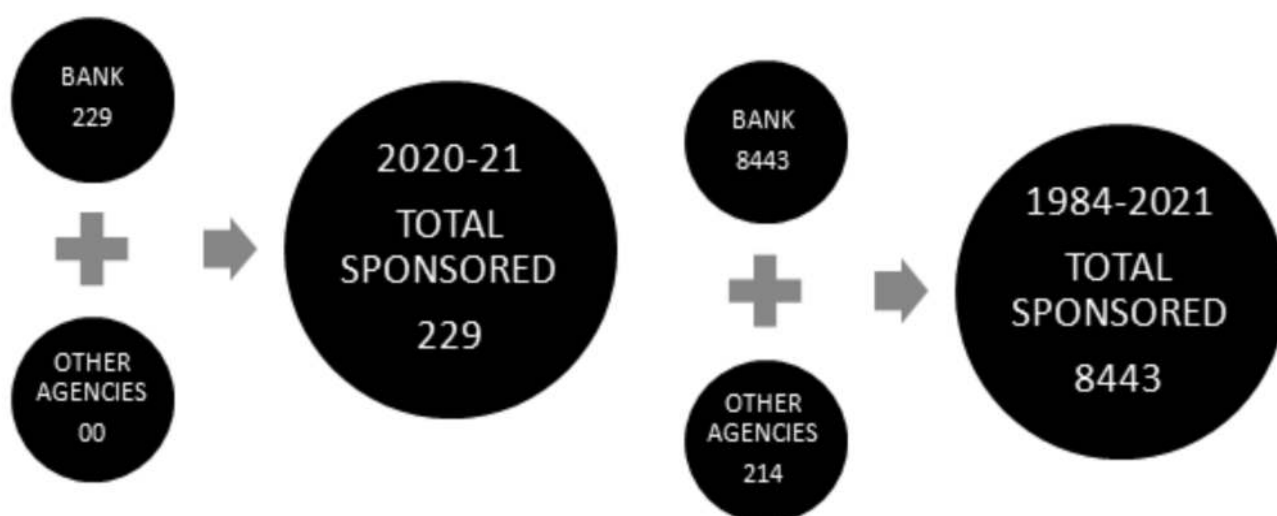 BANK
229
OTHER
AGENCIES
00
2020-21
TOTAL
SPONSORED
229
BANK
8443
OTHER
AGENCIES
214
1984-2021
TOTAL
SPONSORED
8443